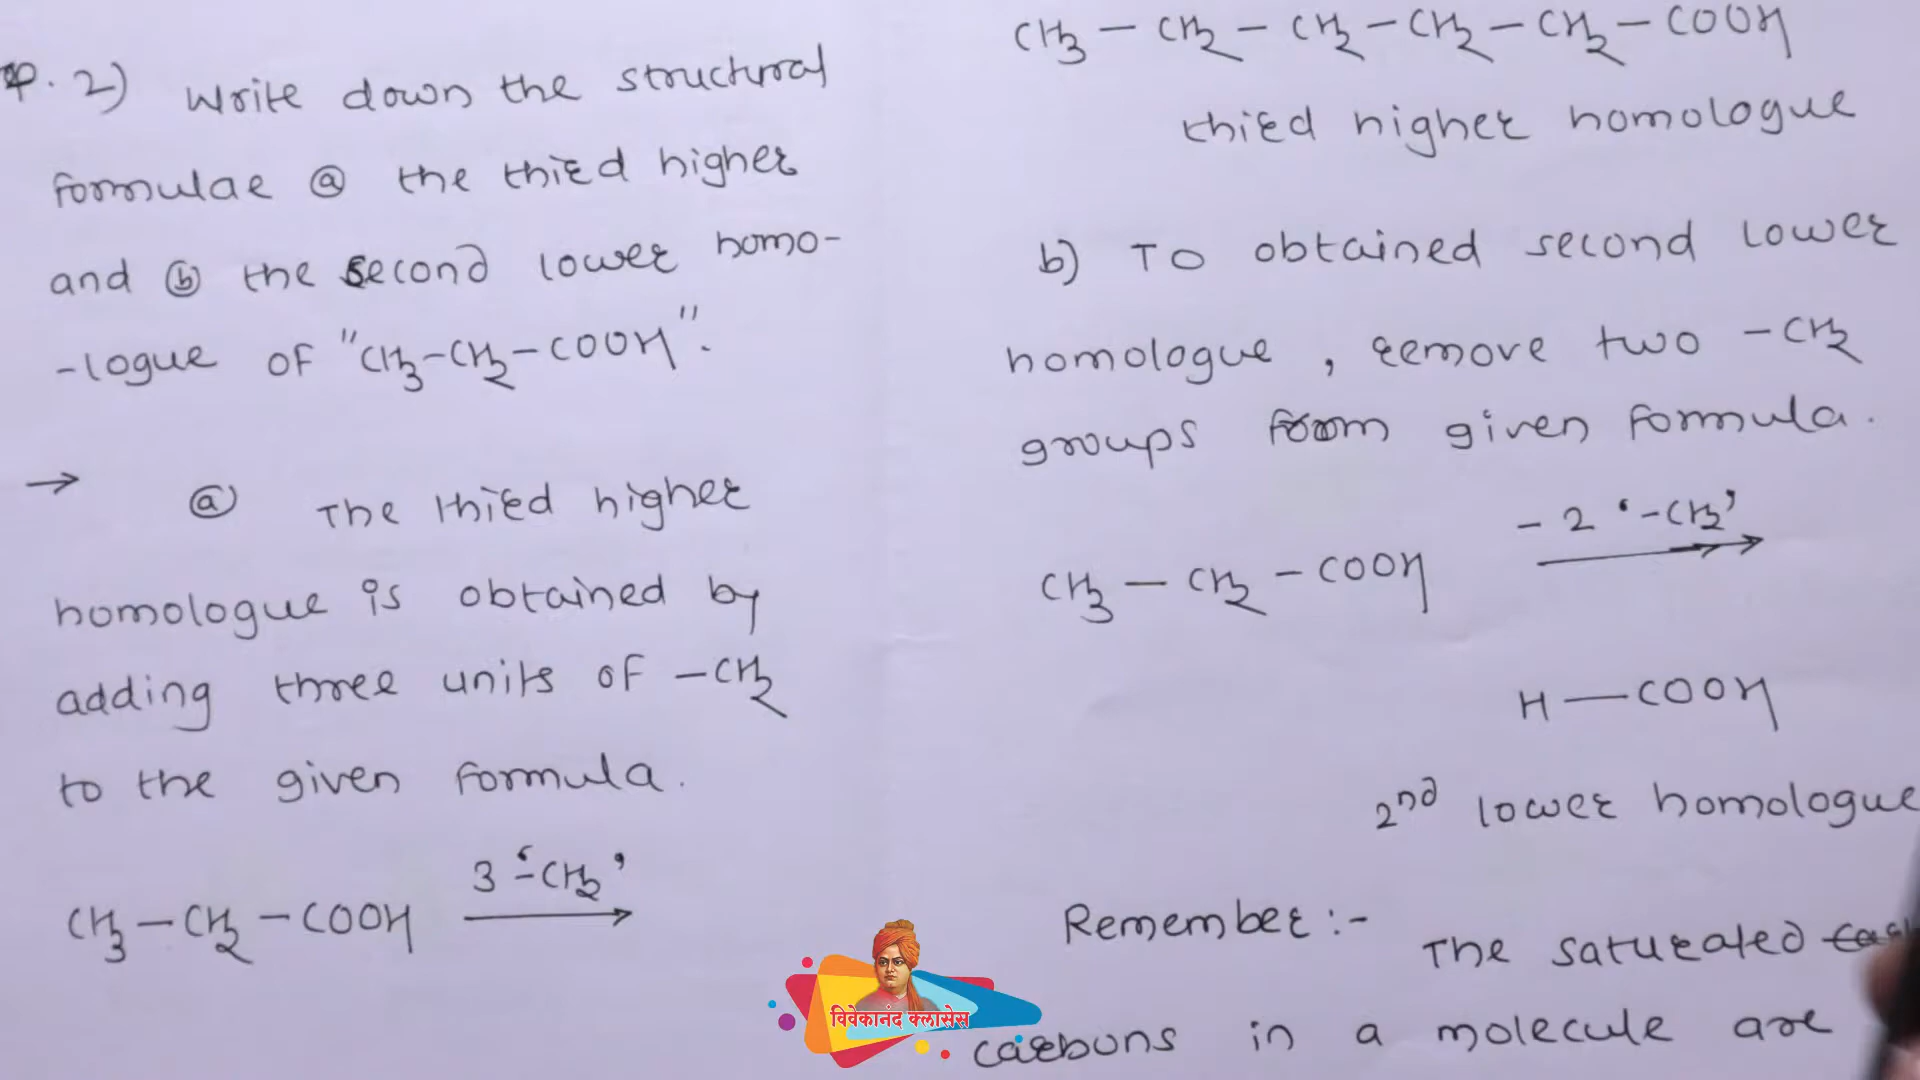 2) Write down the structural
formulae (a) the third higher
and (b) the second lower homo-
-logue of "CH3-CH2-COOH".
→ (a) The third higher
homologue is obtained by
adding three units of -CH2
to the given formula.
CH3-CH2-COOH 3 '-CH2' →
CH3-CH2-CH2-CH2-CH2-COOH
third higher homologue
b) To obtained second lower
homologue, remove two -CH2
groups from given formula.
CH3-CH2-COOH - 2 '-CH2' →
H-COOH
2nd lower homologue
Remember :- The saturated
carbons in a molecule are
विवेकानंद क्लासेस